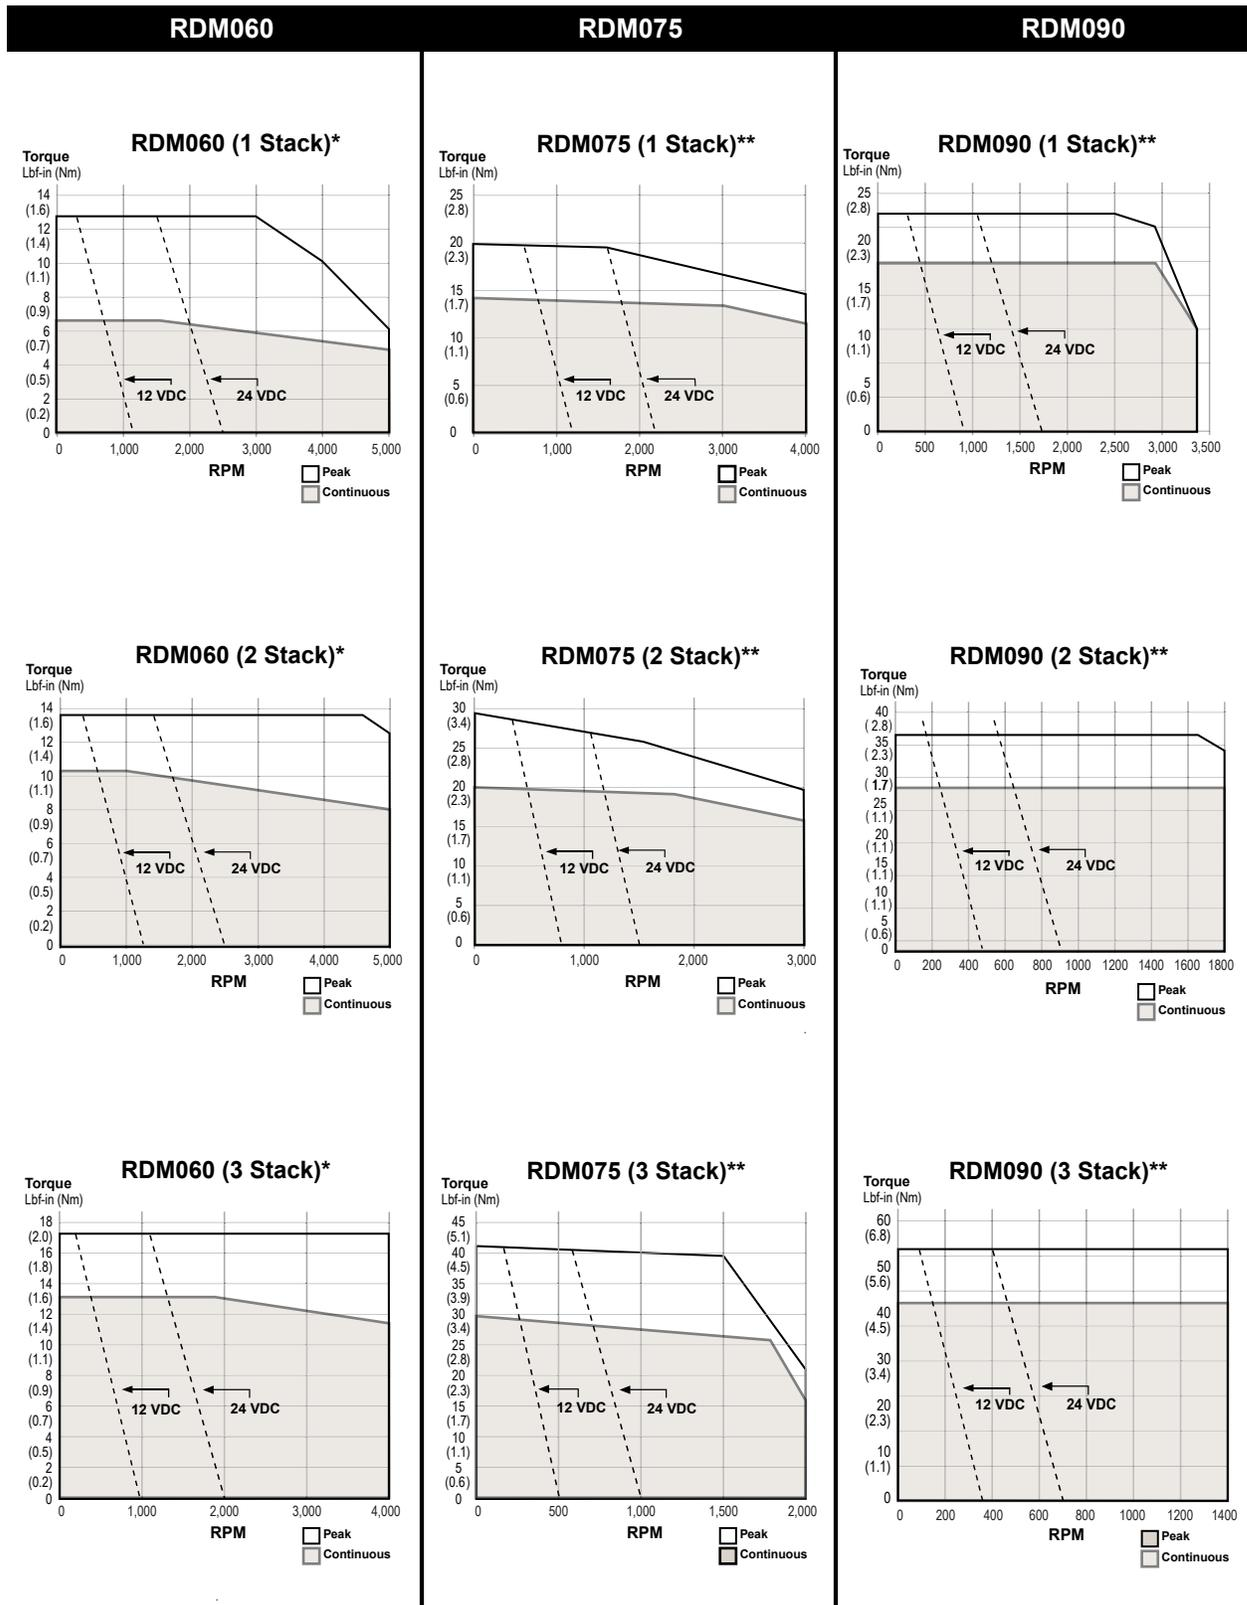 RDM060 RDM075 RDM090
RDM060 (1 Stack)*
Torque
Lbf-in (Nm)
14
(1.6)
12
(1.4)
10
(1.1)
8
(0.9)
6
(0.7)
4
(0.5)
2
(0.2)
0
12 VDC 24 VDC
0 1,000 2,000 3,000 4,000 5,000
RPM
Peak
Continuous
RDM075 (1 Stack)**
Torque
Lbf-in (Nm)
25
(2.8)
20
(2.3)
15
(1.7)
10
(1.1)
5
(0.6)
0
12 VDC 24 VDC
0 1,000 2,000 3,000 4,000
RPM
Peak
Continuous
RDM090 (1 Stack)**
Torque
Lbf-in (Nm)
25
(2.8)
20
(2.3)
15
(1.7)
10
(1.1)
5
(0.6)
0
12 VDC 24 VDC
0 500 1,000 1,500 2,000 2,500 3,000 3,500
RPM
Peak
Continuous
RDM060 (2 Stack)*
Torque
Lbf-in (Nm)
14
(1.6)
12
(1.4)
10
(1.1)
8
(0.9)
6
(0.7)
4
(0.5)
2
(0.2)
0
12 VDC 24 VDC
0 1,000 2,000 3,000 4,000 5,000
RPM
Peak
Continuous
RDM075 (2 Stack)**
Torque
Lbf-in (Nm)
30
(3.4)
25
(2.8)
20
(2.3)
15
(1.7)
10
(1.1)
5
(0.6)
0
12 VDC 24 VDC
0 1,000 2,000 3,000
RPM
Peak
Continuous
RDM090 (2 Stack)**
Torque
Lbf-in (Nm)
40
( 2.8)
35
( 2.3)
30
( 1.7)
25
( 1.1)
20
( 1.1)
15
( 1.1)
10
( 1.1)
5
( 0.6)
0
12 VDC 24 VDC
0 200 400 600 800 1000 1200 1400 1600 1800
RPM
Peak
Continuous
RDM060 (3 Stack)*
Torque
Lbf-in (Nm)
18
(2.0)
16
(1.8)
14
(1.6)
12
(1.4)
10
(1.1)
8
(0.9)
6
(0.7)
4
(0.5)
2
(0.2)
0
12 VDC 24 VDC
0 1,000 2,000 3,000 4,000
RPM
Peak
Continuous
RDM075 (3 Stack)**
Torque
Lbf-in (Nm)
45
(5.1)
40
(4.5)
35
(3.9)
30
(3.4)
25
(2.8)
20
(2.3)
15
(1.7)
10
(1.1)
5
(0.6)
0
12 VDC 24 VDC
0 500 1,000 1,500 2,000
RPM
Peak
Continuous
RDM090 (3 Stack)**
Torque
Lbf-in (Nm)
60
(6.8)
50
(5.6)
40
(4.5)
30
(3.4)
20
(2.3)
10
(1.1)
0
12 VDC 24 VDC
0 200 400 600 800 1000 1200 1400
RPM
Peak
Continuous